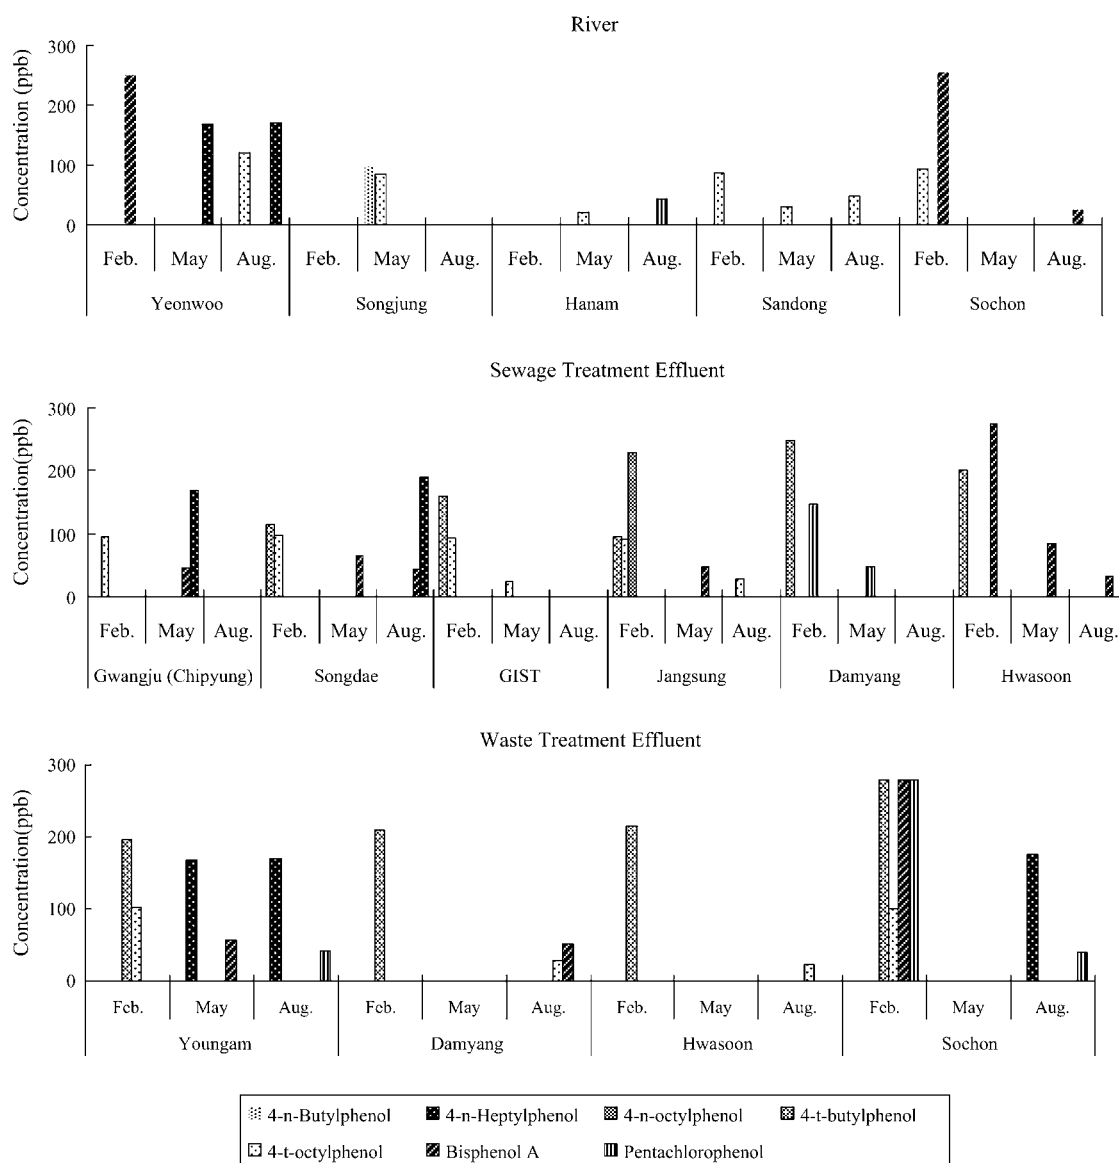 River
Concentration (ppb)
300
200
100
0
Feb. May Aug. Feb. May Aug. Feb. May Aug. Feb. May Aug. Feb. May Aug.
Yeonwoo Songjung Hanam Sandong Sochon
Sewage Treatment Effluent
Concentration(ppb)
300
200
100
0
Feb. May Aug. Feb. May Aug. Feb. May Aug. Feb. May Aug. Feb. May Aug. Feb. May Aug.
Gwangju (Chipyung) Songdae GIST Jangsung Damyang Hwasoon
Waste Treatment Effluent
Concentration(ppb)
300
200
100
0
Feb. May Aug. Feb. May Aug. Feb. May Aug. Feb. May Aug.
Youngam Damyang Hwasoon Sochon
4-n-Butylphenol 4-n-Heptylphenol 4-n-octylphenol 4-t-butylphenol
4-t-octylphenol Bisphenol A Pentachlorophenol